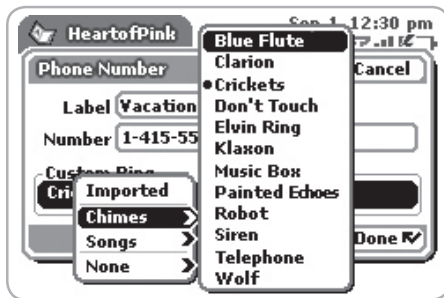 HeartofPink
Sep 1, 12:30 pm
Phone Number
Cancel
Label Vacation
Number 1-415-55
Custom Ring
Cri
Imported
Chimes
Songs
None
Blue Flute
Clarion
Crickets
Don't Touch
Elvin Ring
Klaxon
Music Box
Painted Echoes
Robot
Siren
Telephone
Wolf
Done